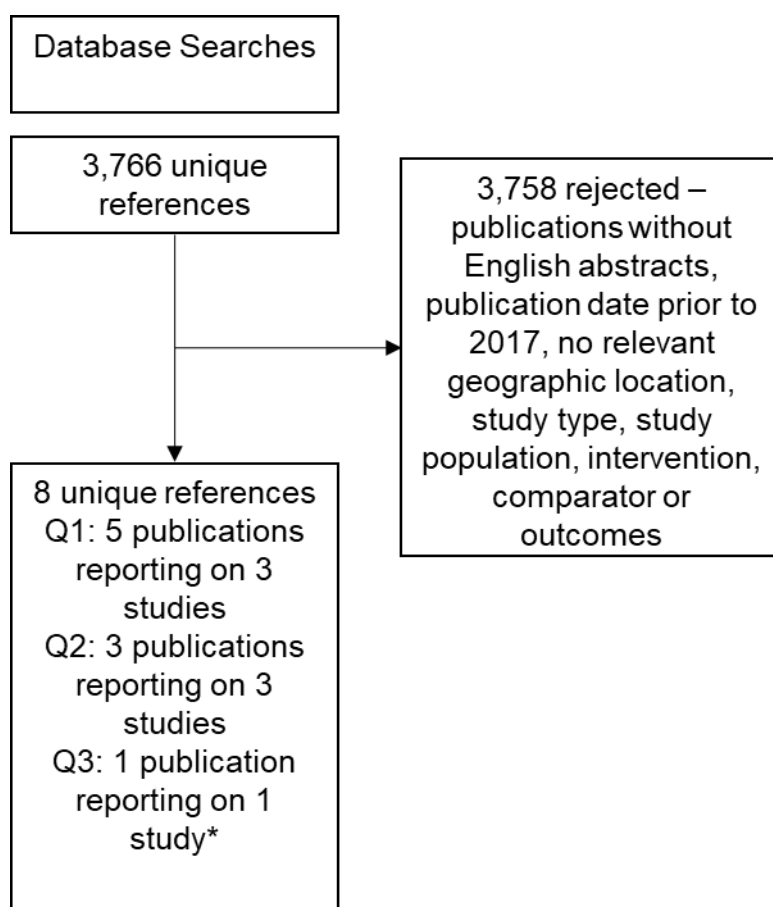 Database Searches
3,766 unique
references
3,758 rejected –
publications without
English abstracts,
publication date prior to
2017, no relevant
geographic location,
study type, study
population, intervention,
comparator or
outcomes
8 unique references
Q1: 5 publications
reporting on 3
studies
Q2: 3 publications
reporting on 3
studies
Q3: 1 publication
reporting on 1
study*